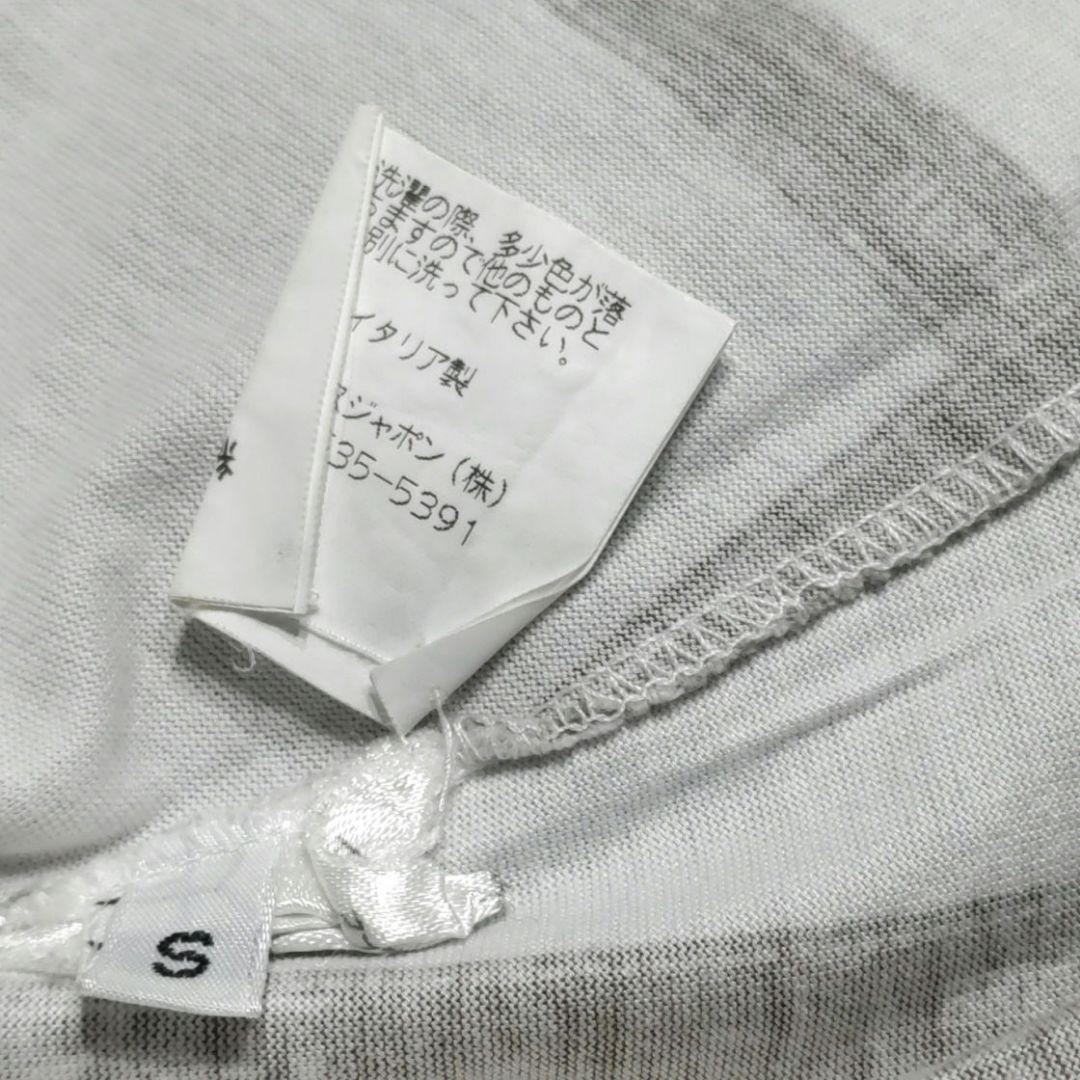 洗濯の際、多少色が落
ちますので他のものと
別に洗って下さい。
イタリア製
スジャポン(株)
35-5391
S